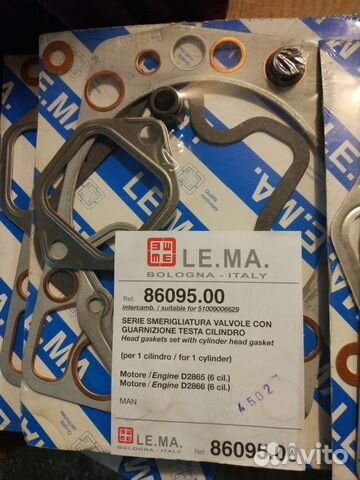 LE.MA.
BOLOGNA - ITALY
Ref. 86095.00
intercamb. / suitable for 51009006629
SERIE SMERIGLIATURA VALVOLE CON
GUARNIZIONE TESTA CILINDRO
Head gaskets set with cylinder head gasket
(per 1 cilindro / for 1 cylinder)
Motore / Engine D2865 (6 cil.)
Motore / Engine D2866 (6 cil.)
MAN
45027
LE.MA.
BOLOGNA - ITALY
Ref. 86095.00
Avito